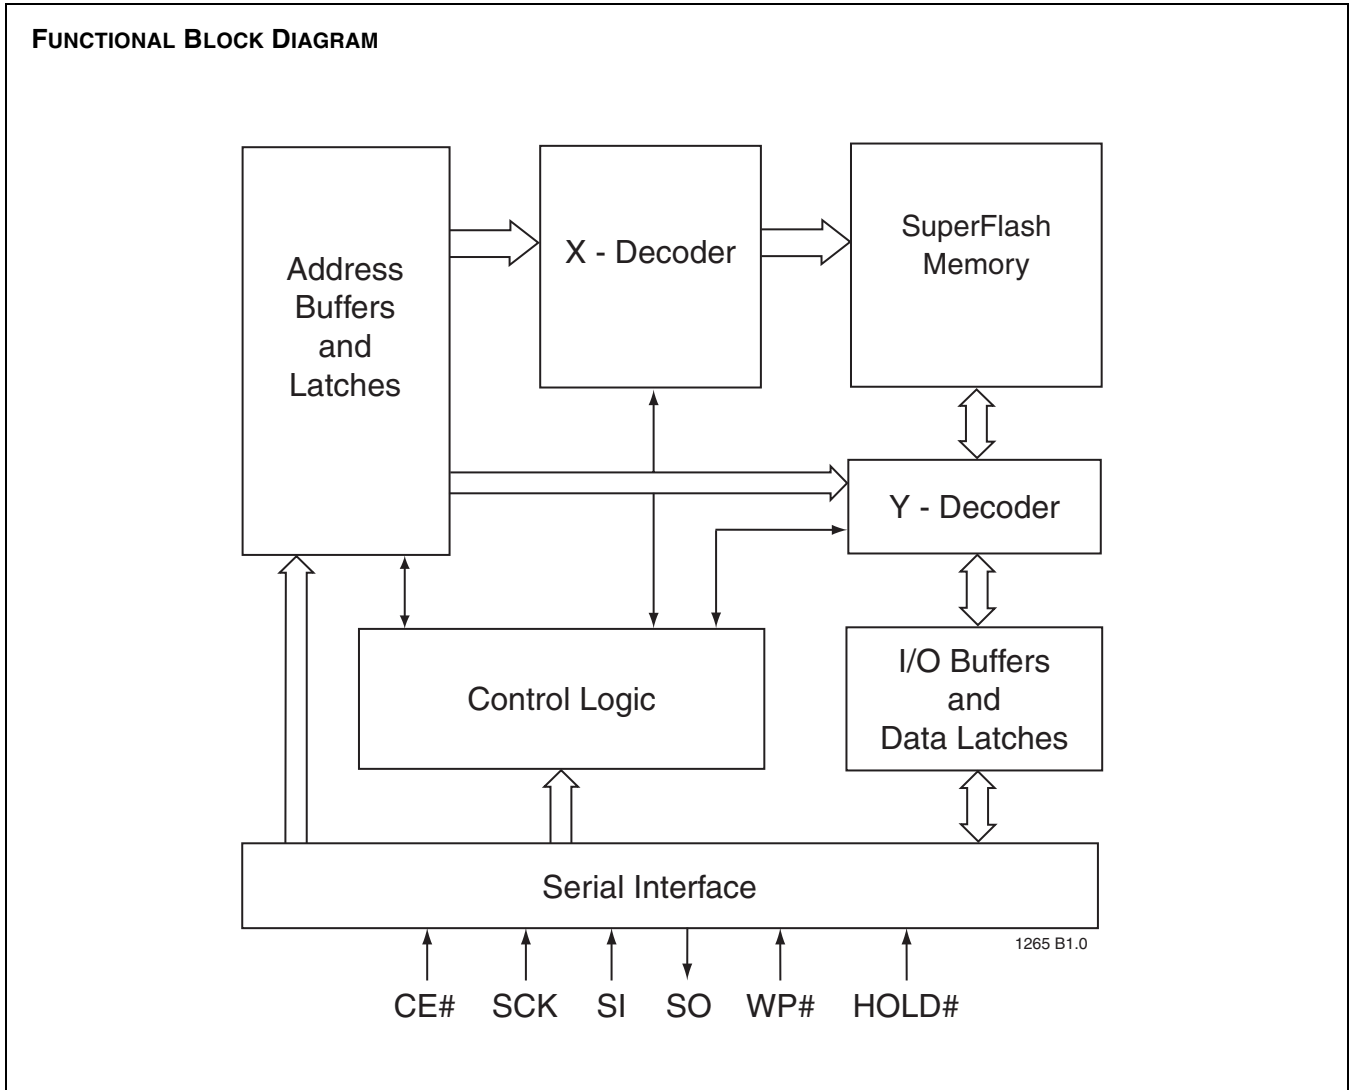 FUNCTIONAL BLOCK DIAGRAM
Address
Buffers
and
Latches
X - Decoder
SuperFlash
Memory
Y - Decoder
Control Logic
I/O Buffers
and
Data Latches
Serial Interface
1265 B1.0
CE# SCK SI SO WP# HOLD#